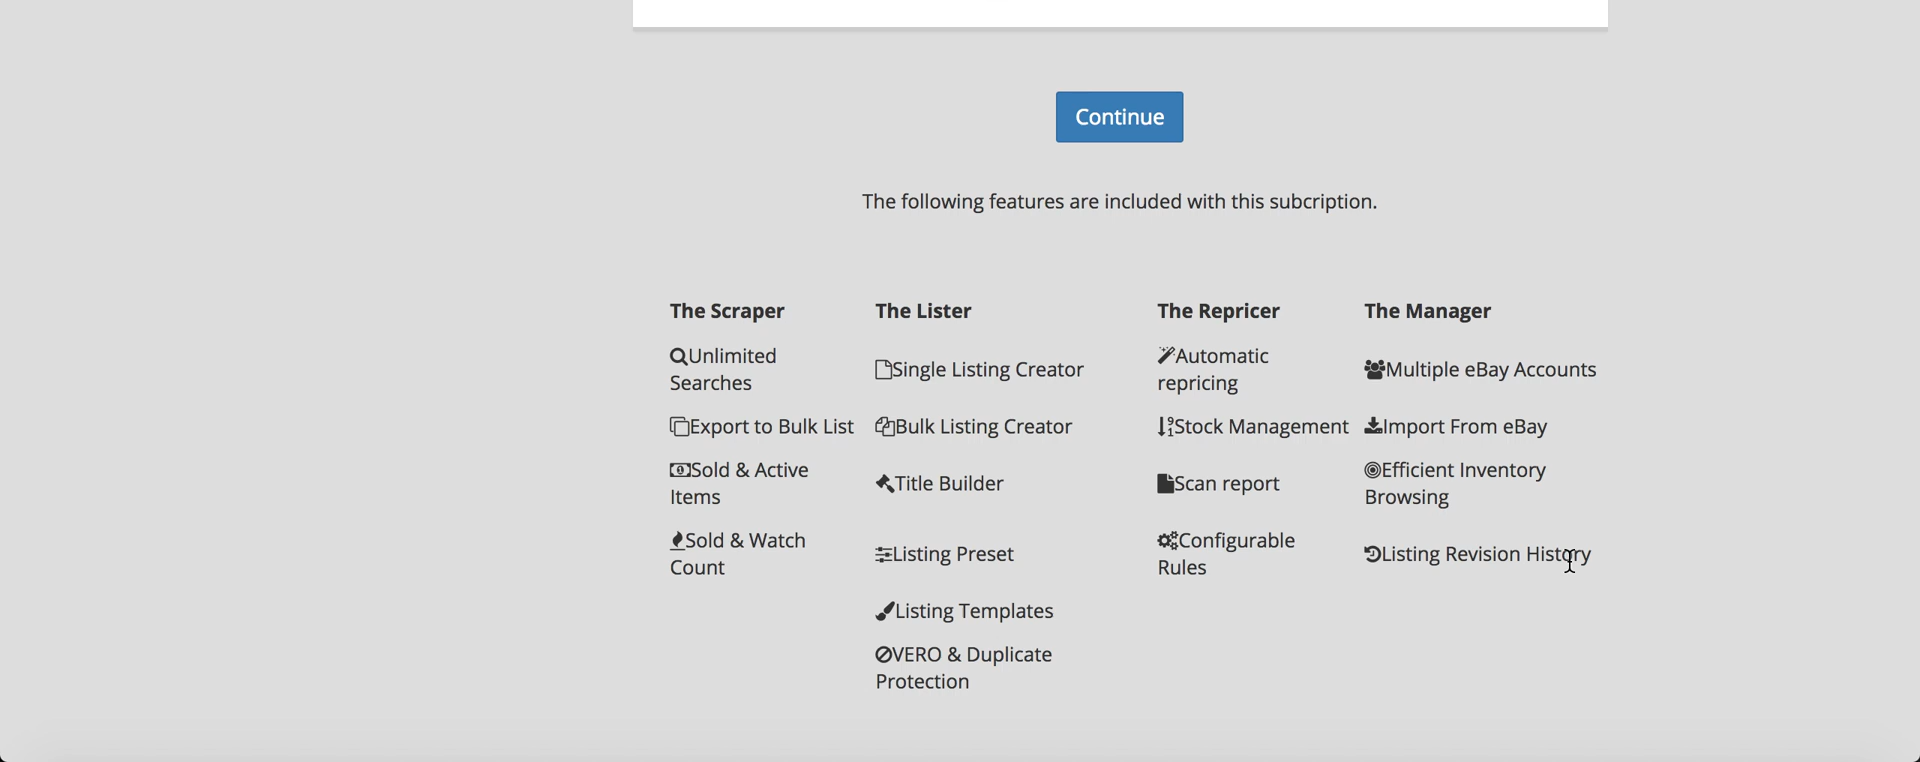 Continue
The following features are included with this subcription.
The Scraper
Unlimited
Searches
Export to Bulk List
Sold & Active
Items
Sold & Watch
Count
The Lister
Single Listing Creator
Bulk Listing Creator
Title Builder
Listing Preset
Listing Templates
VERO & Duplicate
Protection
The Repricer
Automatic
repricing
Stock Management
Scan report
Configurable
Rules
The Manager
Multiple eBay Accounts
Import From eBay
Efficient Inventory
Browsing
Listing Revision History